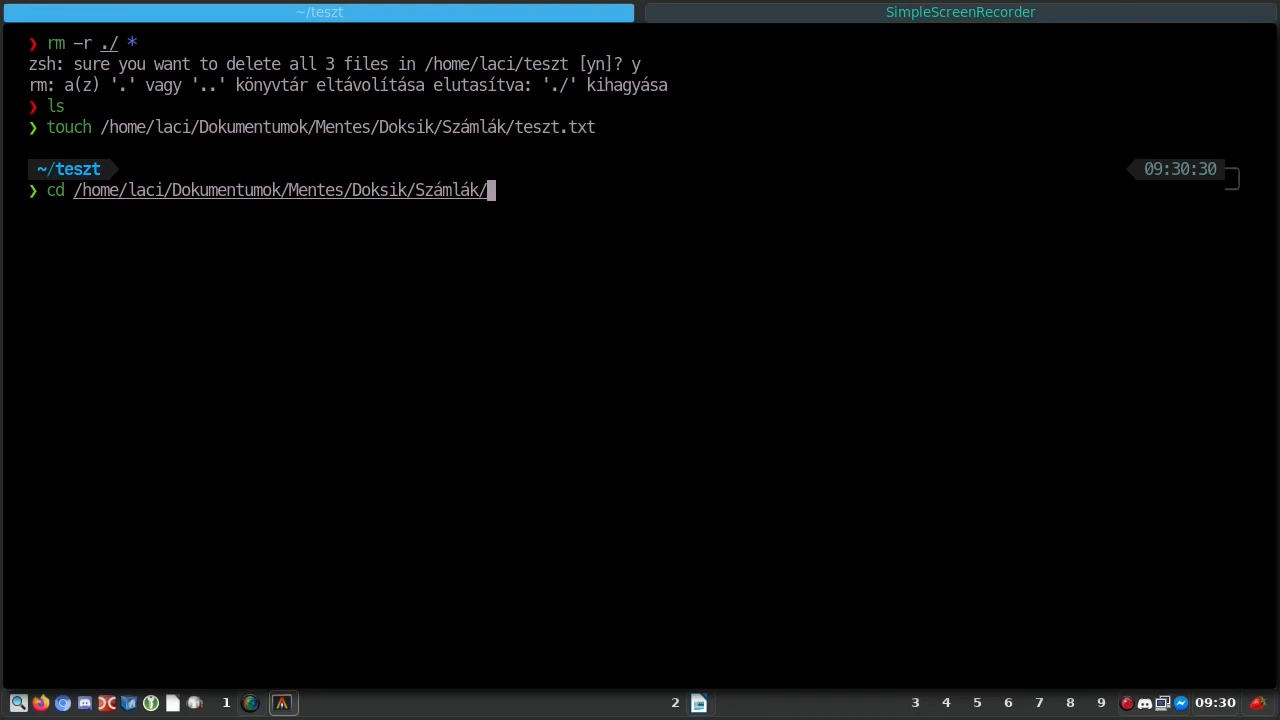 ~/teszt
SimpleScreenRecorder
❯ rm -r ./ *
zsh: sure you want to delete all 3 files in /home/laci/teszt [yn]? y
rm: a(z) '.' vagy '..' könyvtár eltávolítása elutasítva: './' kihagyása
❯ ls
❯ touch /home/laci/Dokumentumok/Mentes/Doksik/Számlák/teszt.txt
~/teszt 09:30:30
❯ cd /home/laci/Dokumentumok/Mentes/Doksik/Számlák/
1 2 3 4 5 6 7 8 9 09:30